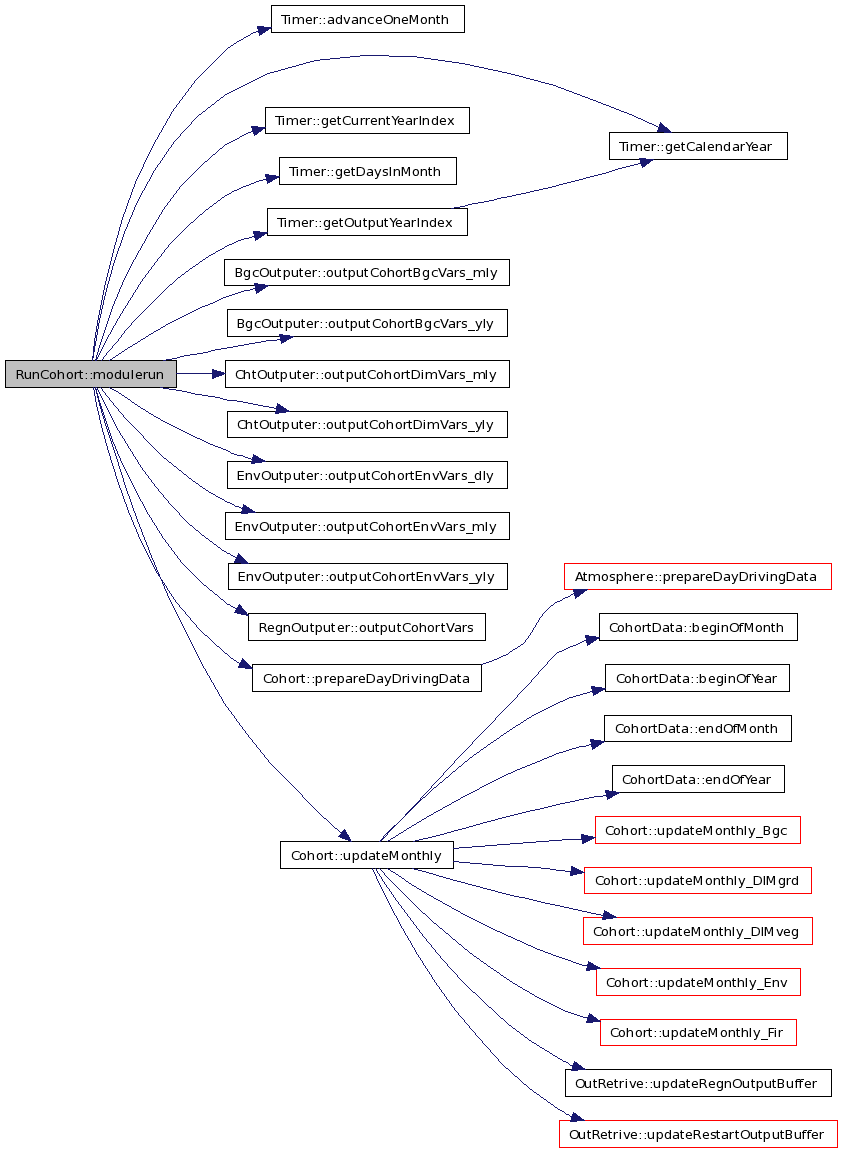 Timer::advanceOneMonth
Timer::getCurrentYearIndex
Timer::getCalendarYear
Timer::getDaysInMonth
Timer::getOutputYearIndex
BgcOutputer::outputCohortBgcVars_mly
BgcOutputer::outputCohortBgcVars_yly
RunCohort::modulerun
ChtOutputer::outputCohortDimVars_mly
ChtOutputer::outputCohortDimVars_yly
EnvOutputer::outputCohortEnvVars_dly
EnvOutputer::outputCohortEnvVars_mly
EnvOutputer::outputCohortEnvVars_yly
Atmosphere::prepareDayDrivingData
RegnOutputer::outputCohortVars
CohortData::beginOfMonth
Cohort::prepareDayDrivingData
CohortData::beginOfYear
CohortData::endOfMonth
CohortData::endOfYear
Cohort::updateMonthly_Bgc
Cohort::updateMonthly
Cohort::updateMonthly_DIMgrd
Cohort::updateMonthly_DIMveg
Cohort::updateMonthly_Env
Cohort::updateMonthly_Fir
OutRetrive::updateRegnOutputBuffer
OutRetrive::updateRestartOutputBuffer